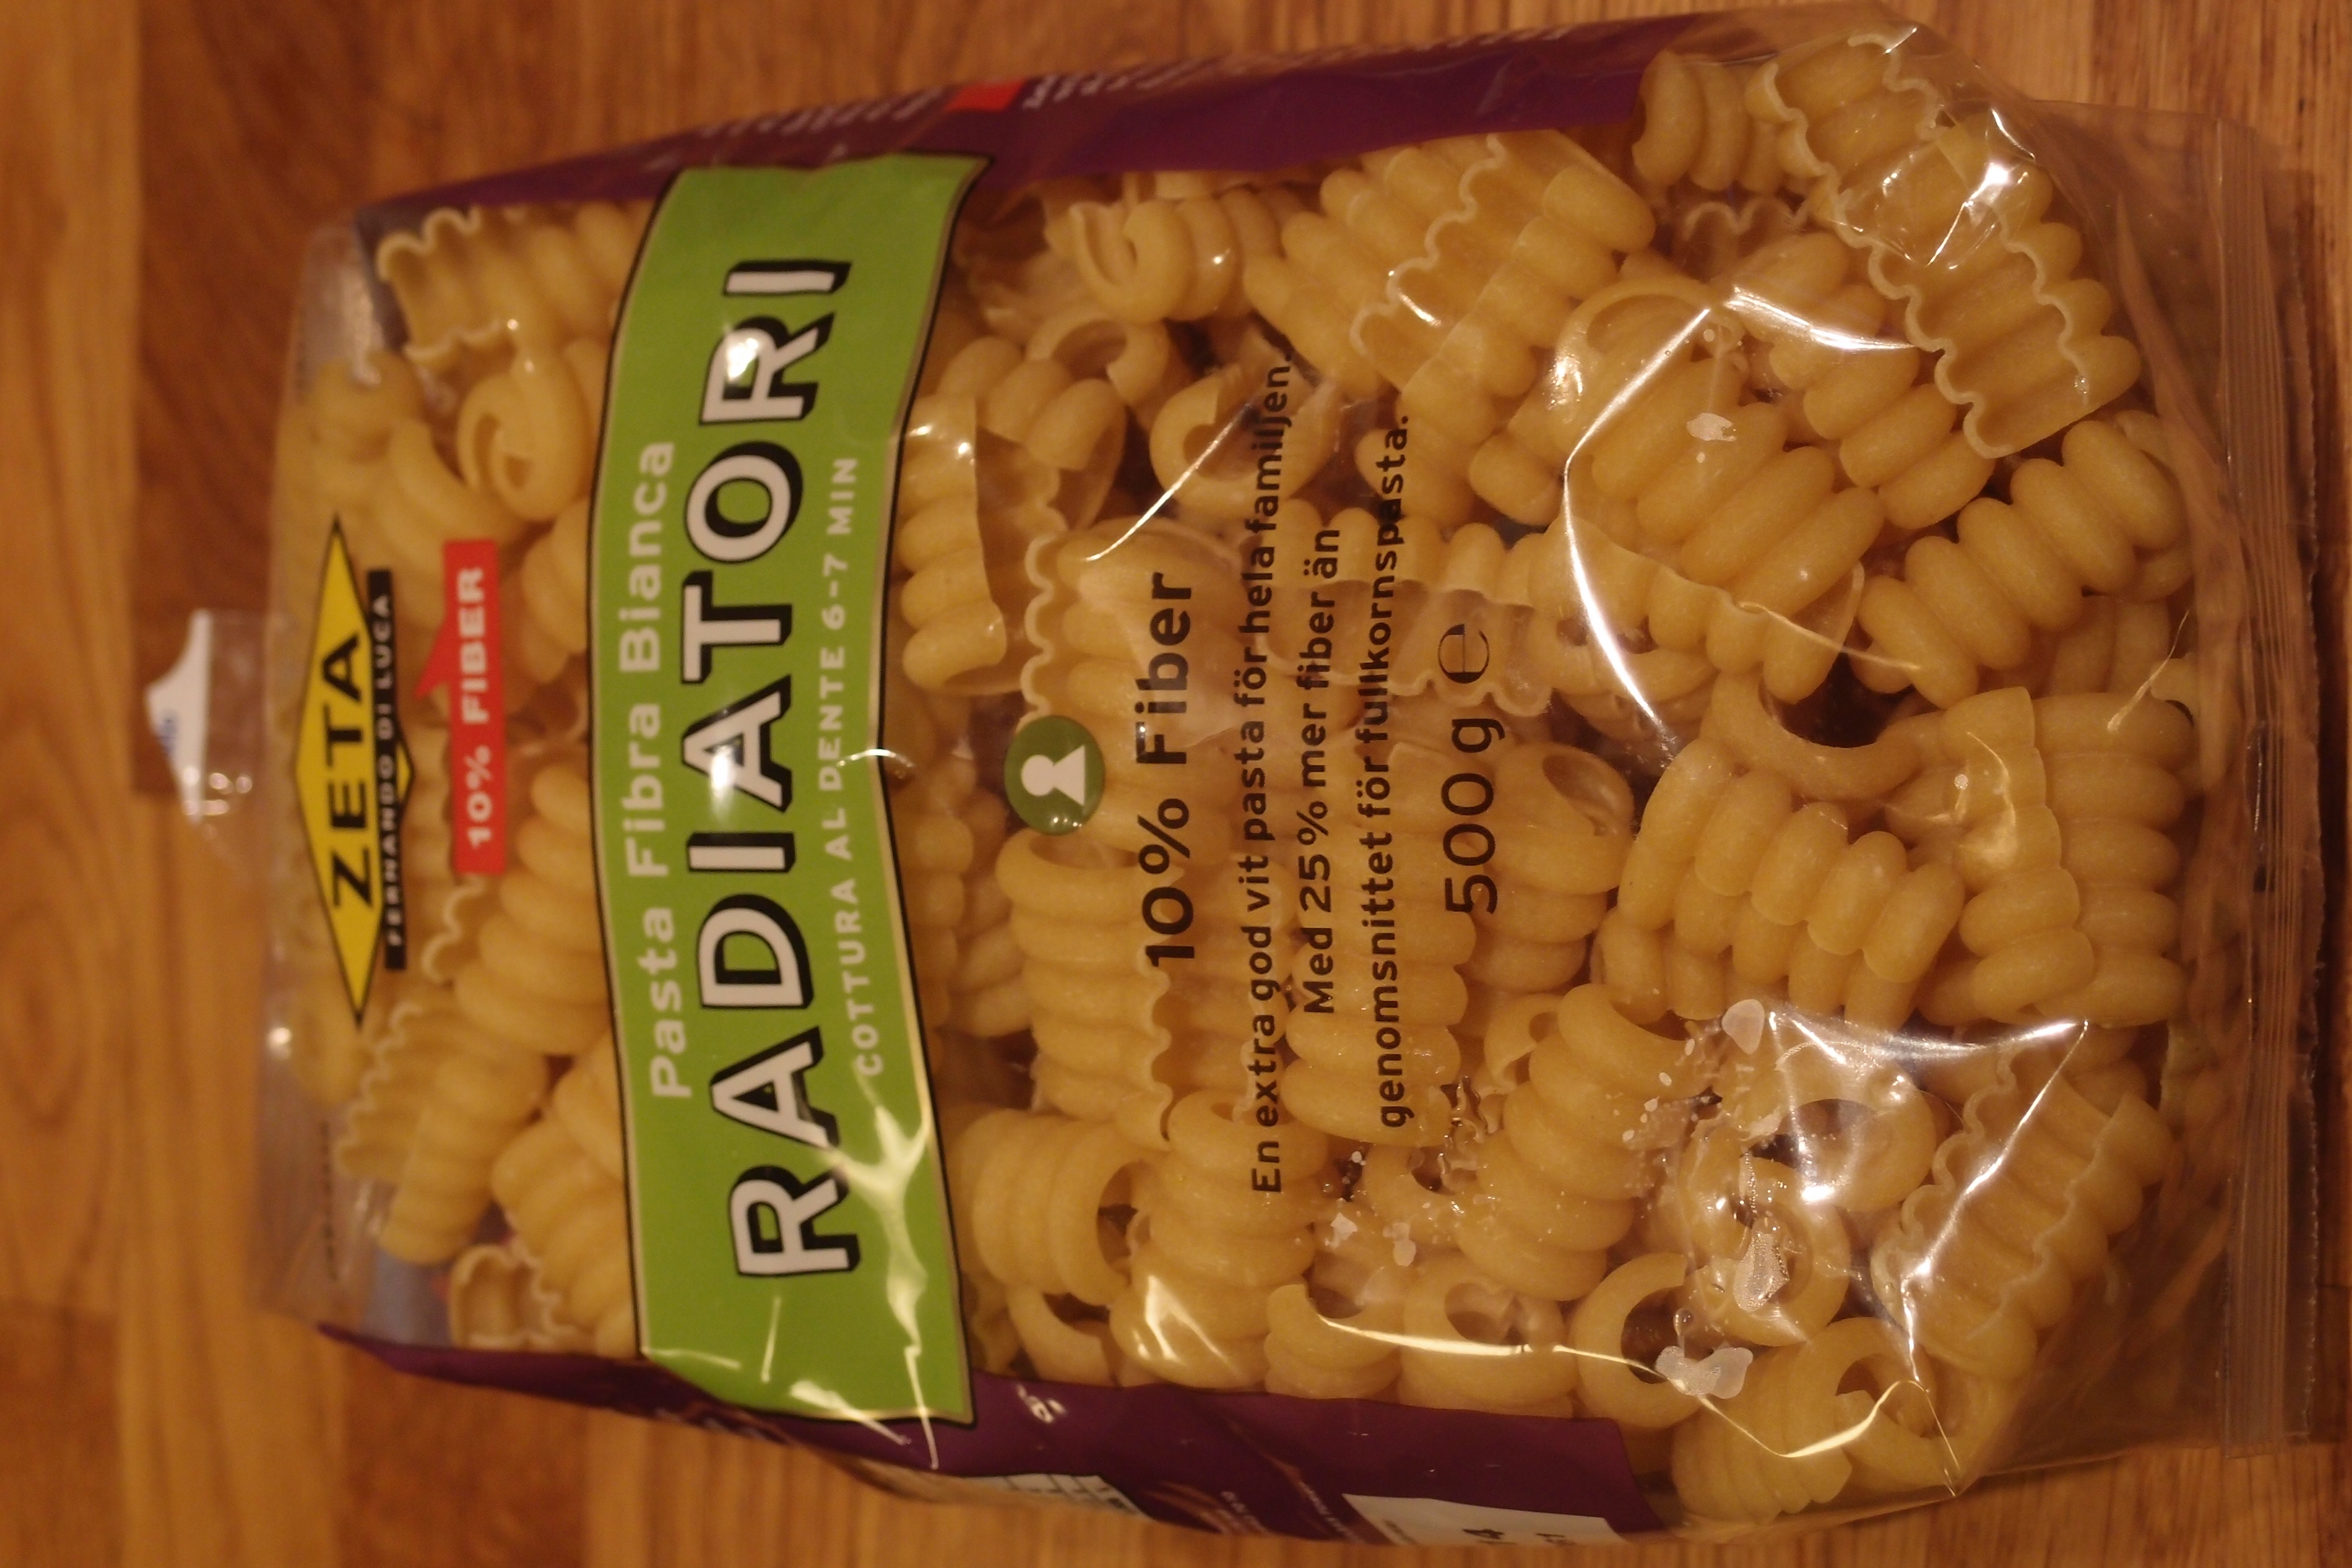 ZETA
FERNANDO DI LUCA
10% FIBER
Pasta Fibra Bianca
RADIATORI
COTTURA AL DENTE 6-7 MIN
10% Fiber
En extra god vit pasta för hela familjen.
Med 25% mer fiber än
genomsnittet för fullkornspasta.
500 g ℮